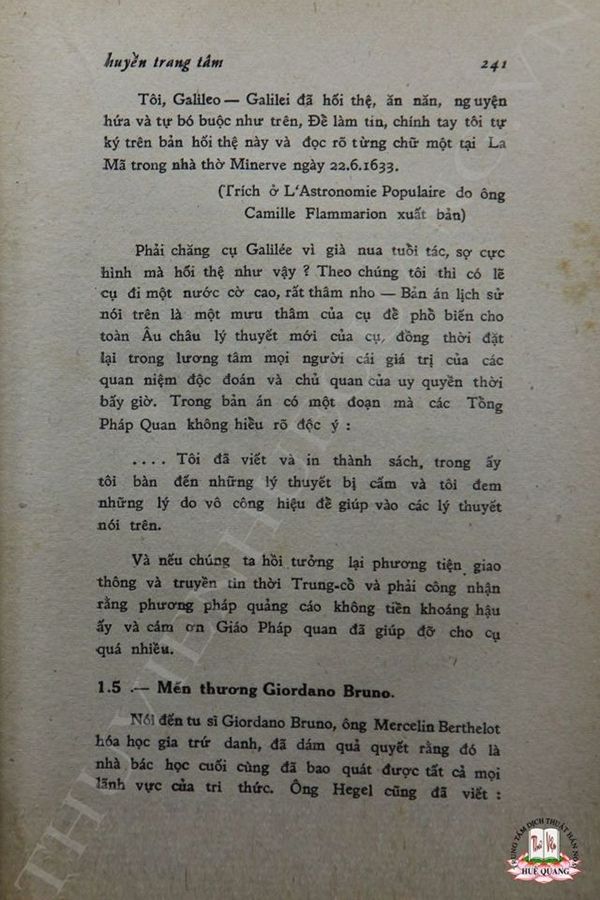 huyền trang tâm 241
Tôi, Galileo — Galilei đã hối thệ, ăn năn, nguyện
hứa và tự bó buộc như trên, Để làm tin, chính tay tôi tự
ký trên bản hối thệ này và đọc rõ từng chữ một tại La
Mã trong nhà thờ Minerve ngày 22.6.1633.
(Trích ở L'Astronomie Populaire do ông
Camille Flammarion xuất bản)
Phải chăng cụ Galilée vì già nua tuổi tác, sợ cực
hình mà hối thệ như vậy ? Theo chúng tôi thì có lẽ
cụ đi một nước cờ cao, rất thâm nho — Bản án lịch sử
nói trên là một mưu thâm của cụ để phổ biến cho
toàn Âu châu lý thuyết mới của cụ, đồng thời đặt
lại trong lương tâm mọi người cái giá trị của các
quan niệm độc đoán và chủ quan của uy quyền thời
bấy giờ. Trong bản án có một đoạn mà các Tổng
Pháp Quan không hiểu rõ độc ý :
. . . . Tôi đã viết và in thành sách, trong ấy
tôi bàn đến những lý thuyết bị cấm và tôi đem
những lý do vô công hiệu để giúp vào các lý thuyết
nói trên.
Và nếu chúng ta hồi tưởng lại phương tiện giao
thông và truyền tin thời Trung-cổ và phải công nhận
rằng phương pháp quảng cáo không tiền khoáng hậu
ấy và cám ơn Giáo Pháp quan đã giúp đỡ cho cụ
quá nhiều.
1.5 .— Mến thương Giordano Bruno.
Nói đến tu sĩ Giordano Bruno, ông Mercelin Berthelot
hóa học gia trứ danh, đã dám quả quyết rằng đó là
nhà bác học cuối cùng đã bao quát được tất cả mọi
lãnh vực của tri thức. Ông Hegel cũng đã viết :
TRUNG TÂM DỊCH THUẬT HÁN NÔM
HUỆ QUANG